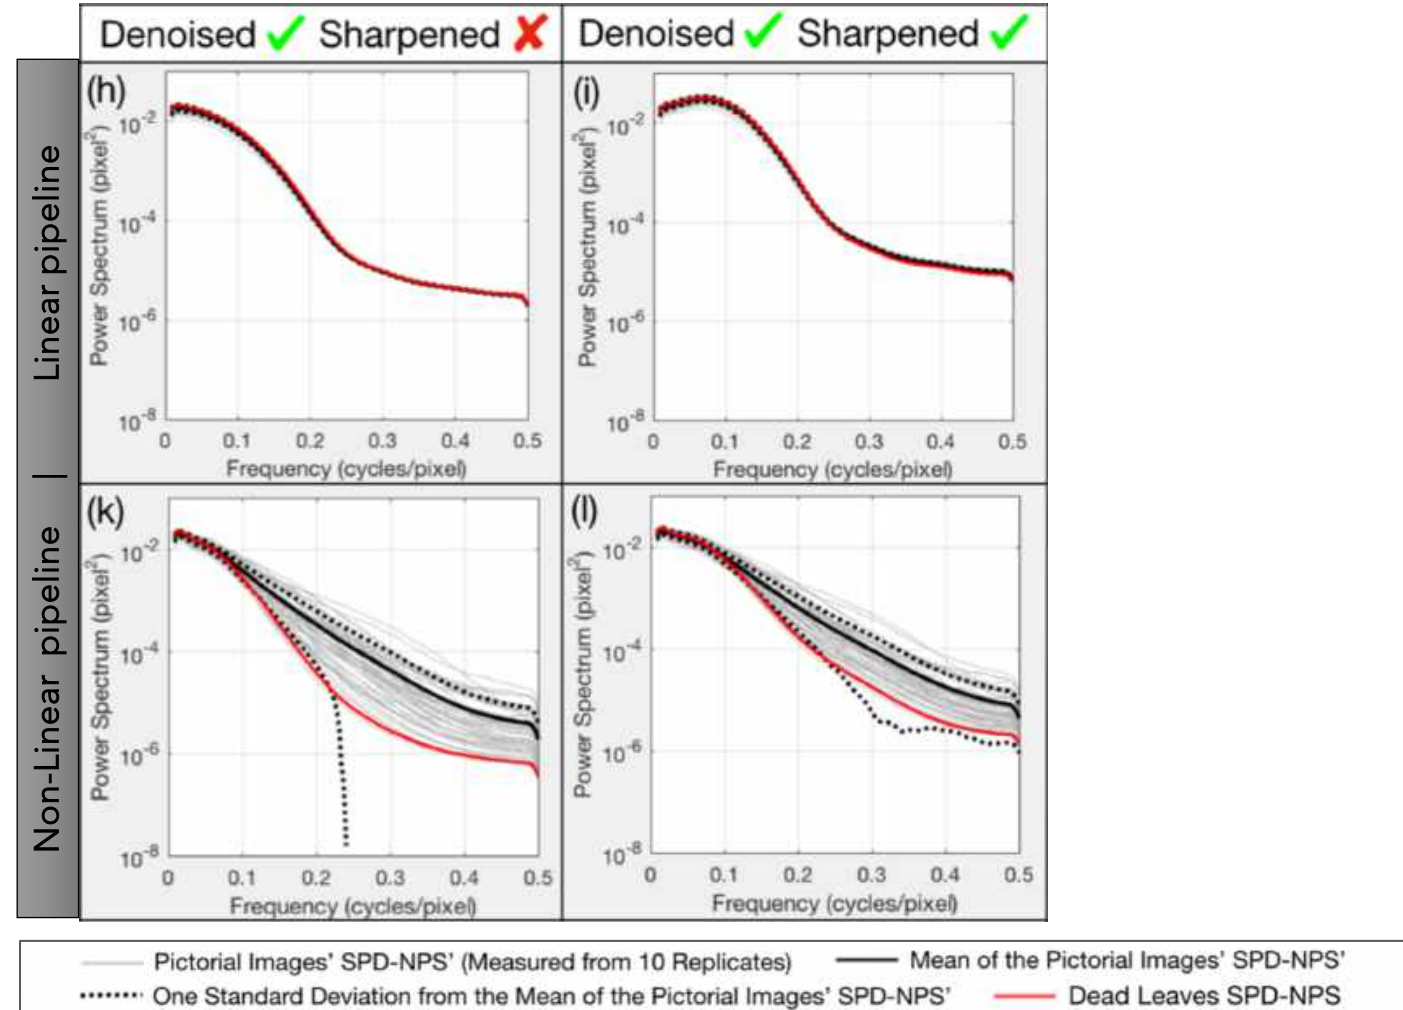 Denoised ✓ Sharpened ✗
Denoised ✓ Sharpened ✓
Linear pipeline
|
Non-Linear pipeline
(h)
Power Spectrum (pixel²)
10⁻²
10⁻⁴
10⁻⁶
10⁻⁸
0 0.1 0.2 0.3 0.4 0.5
Frequency (cycles/pixel)
(i)
Power Spectrum (pixel²)
10⁻²
10⁻⁴
10⁻⁶
10⁻⁸
0 0.1 0.2 0.3 0.4 0.5
Frequency (cycles/pixel)
(k)
Power Spectrum (pixel²)
10⁻²
10⁻⁴
10⁻⁶
10⁻⁸
0 0.1 0.2 0.3 0.4 0.5
Frequency (cycles/pixel)
(l)
Power Spectrum (pixel²)
10⁻²
10⁻⁴
10⁻⁶
10⁻⁸
0 0.1 0.2 0.3 0.4 0.5
Frequency (cycles/pixel)
Pictorial Images' SPD-NPS' (Measured from 10 Replicates)
Mean of the Pictorial Images' SPD-NPS'
One Standard Deviation from the Mean of the Pictorial Images' SPD-NPS'
Dead Leaves SPD-NPS